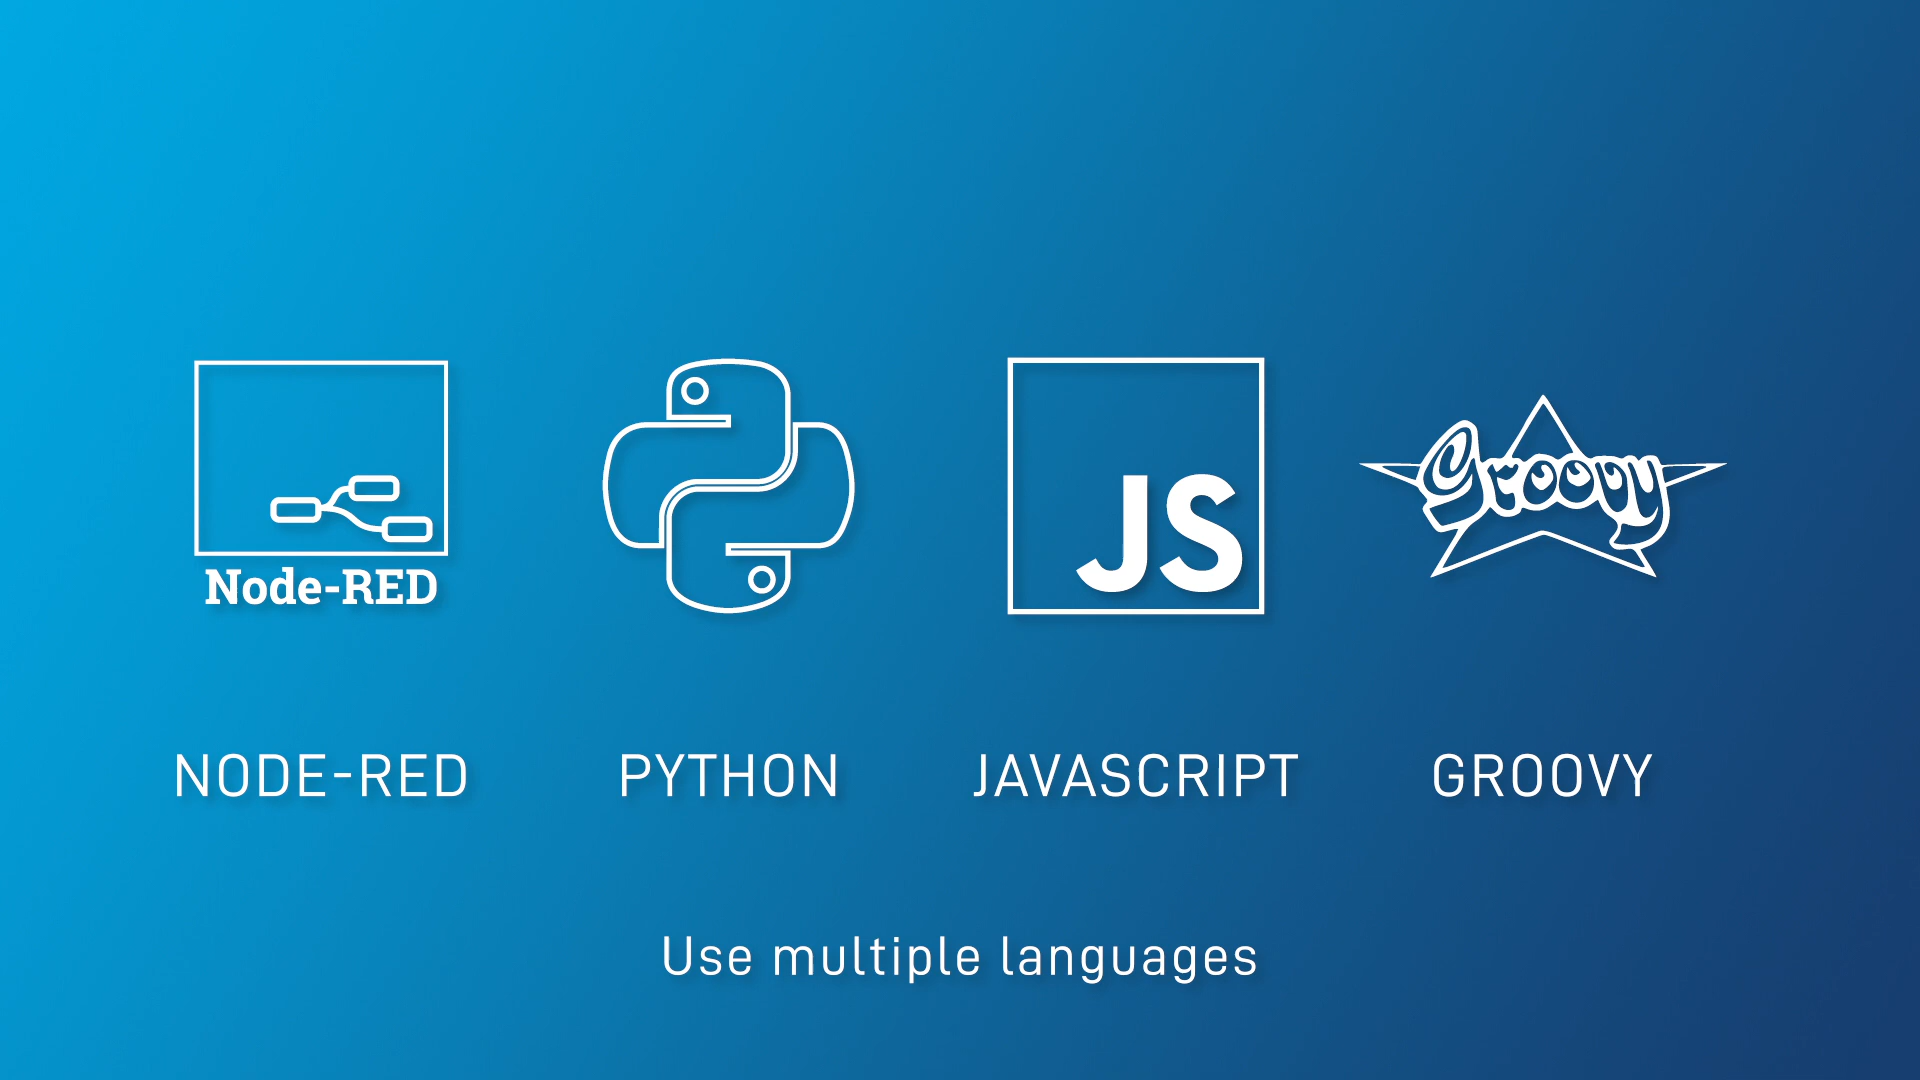 Node-RED
JS
Groovy
NODE-RED
PYTHON
JAVASCRIPT
GROOVY
Use multiple languages